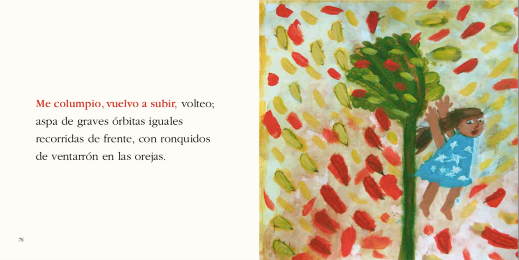 Me columpio, vuelvo a subir, volteo;
aspa de graves órbitas iguales
recorridas de frente, con ronquidos
de ventarrón en las orejas.
76